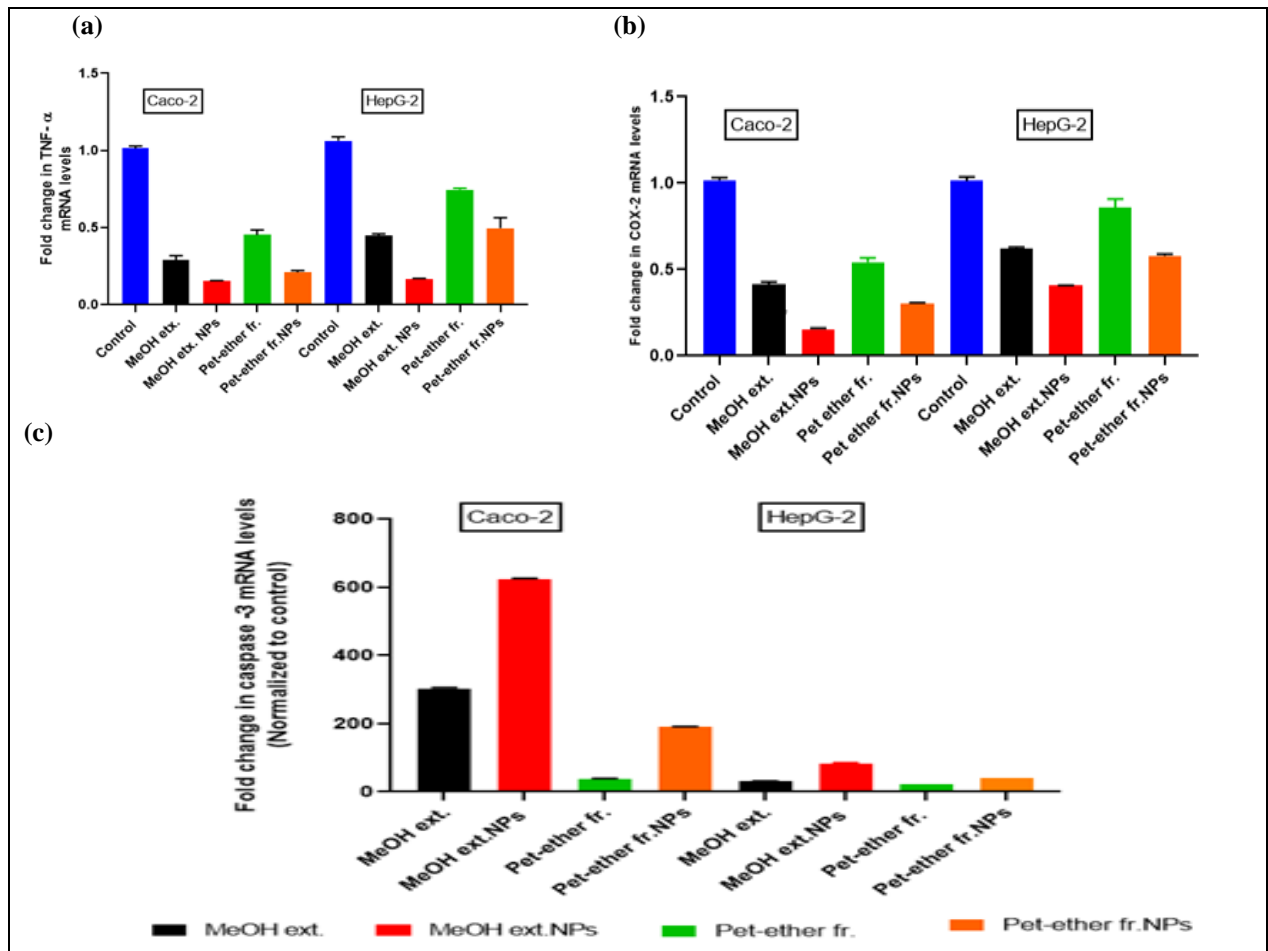 (a)
1.5
1.0
0.5
0.0
Fold change in TNF- α
mRNA levels
Caco-2
HepG-2
Control
MeOH etx.
MeOH etx. NPs
Pet-ether fr.
Pet-ether fr.NPs
Control
MeOH ext.
MeOH ext. NPs
Pet-ether fr.
Pet-ether fr.NPs
(b)
1.5
1.0
0.5
0.0
Fold change in COX-2 mRNA levels
Caco-2
HepG-2
Control
MeOH ext.
MeOH ext.NPs
Pet ether fr.
Pet ether fr.NPs
Control
MeOH ext.
MeOH ext.NPs
Pet-ether fr.
Pet-ether fr.NPs
(c)
800
600
400
200
0
Fold change in caspase -3 mRNA levels
(Normalized to control)
Caco-2
HepG-2
MeOH ext.
MeOH ext.NPs
Pet-ether fr.
Pet-ether fr.NPs
MeOH ext.
MeOH ext.NPs
Pet-ether fr.
Pet-ether fr.NPs
MeOH ext. MeOH ext.NPs Pet-ether fr. Pet-ether fr.NPs